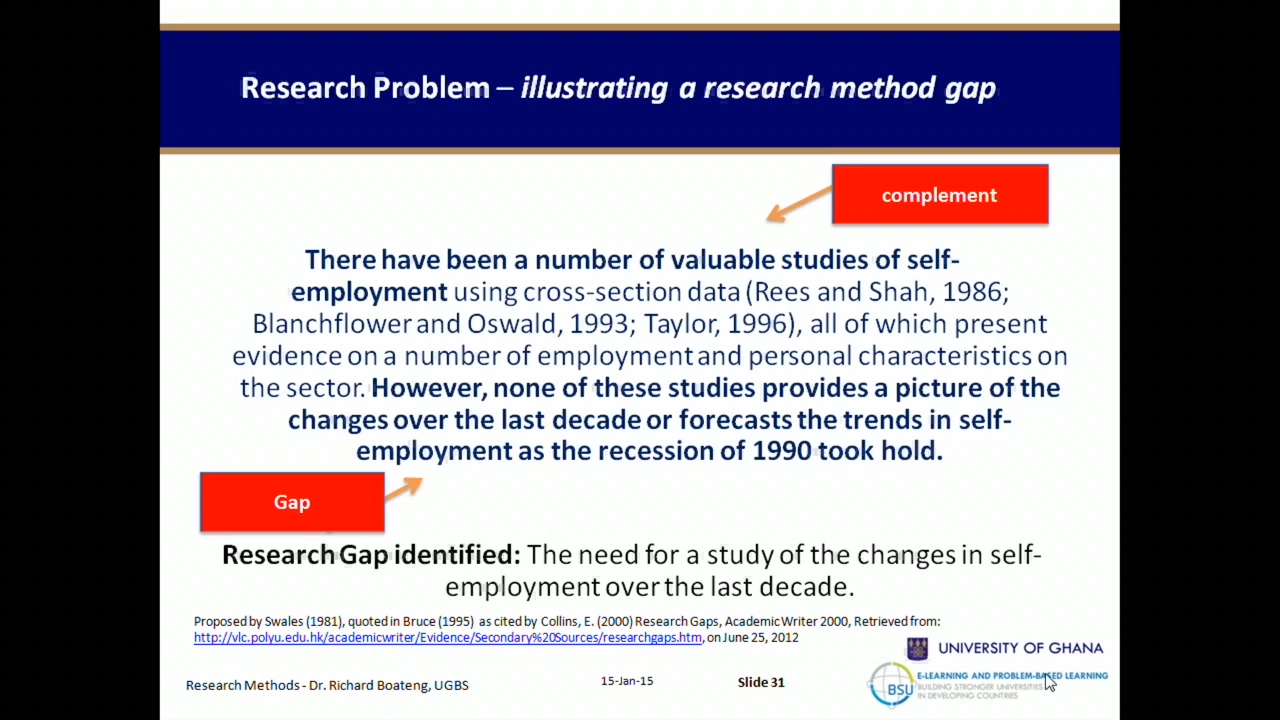 Research Problem – illustrating a research method gap
complement
There have been a number of valuable studies of self-
employment using cross-section data (Rees and Shah, 1986;
Blanchflower and Oswald, 1993; Taylor, 1996), all of which present
evidence on a number of employment and personal characteristics on
the sector. However, none of these studies provides a picture of the
changes over the last decade or forecasts the trends in self-
employment as the recession of 1990 took hold.
Gap
Research Gap identified: The need for a study of the changes in self-
employment over the last decade.
Proposed by Swales (1981), quoted in Bruce (1995) as cited by Collins, E. (2000) Research Gaps, Academic Writer 2000, Retrieved from:
http://vlc.polyu.edu.hk/academicwriter/Evidence/Secondary%20Sources/researchgaps.htm, on June 25, 2012
UNIVERSITY OF GHANA
Research Methods - Dr. Richard Boateng, UGBS
15-Jan-15
Slide 31
BSU
E-LEARNING AND PROBLEM-BASED LEARNING
BUILDING STRONGER UNIVERSITIES
IN DEVELOPING COUNTRIES